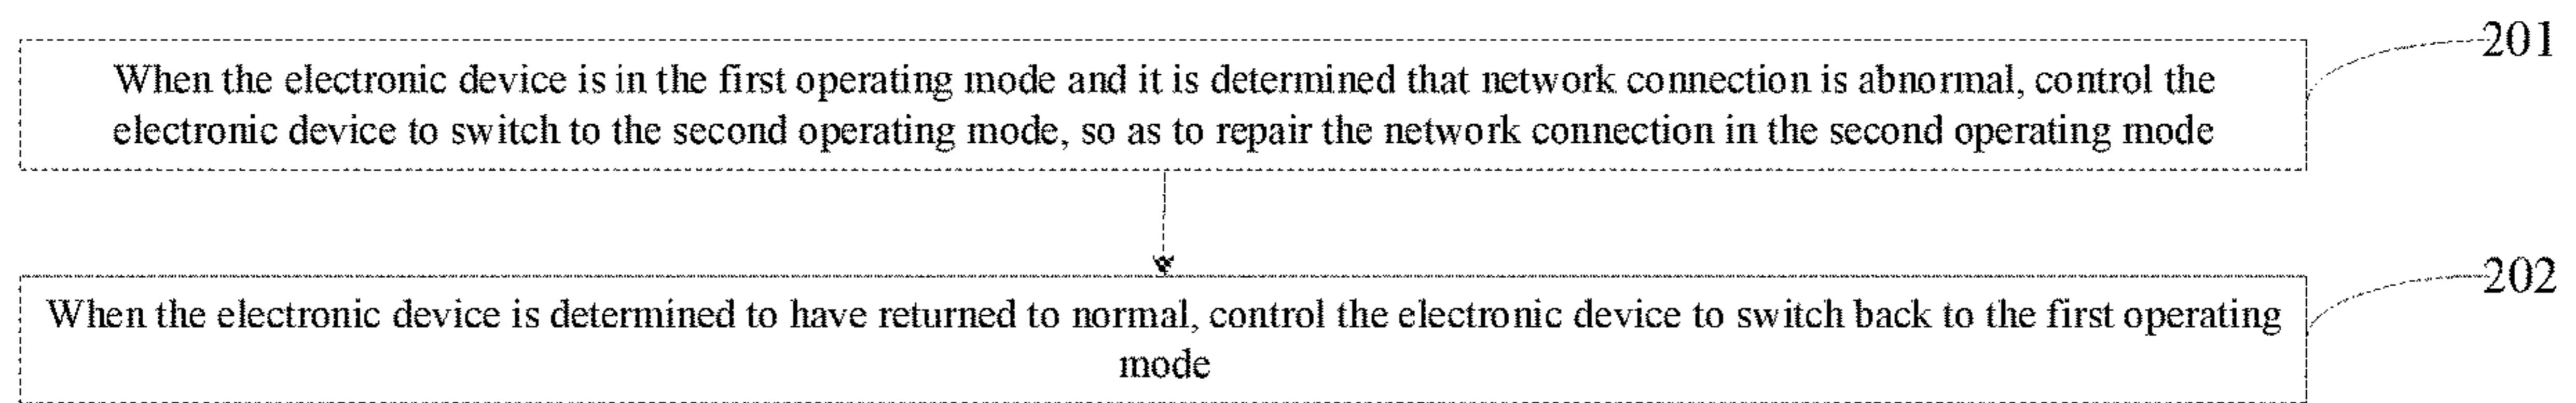 201
When the electronic device is in the first operating mode and it is determined that network connection is abnormal, control the
electronic device to switch to the second operating mode, so as to repair the network connection in the second operating mode
202
When the electronic device is determined to have returned to normal, control the electronic device to switch back to the first operating
mode